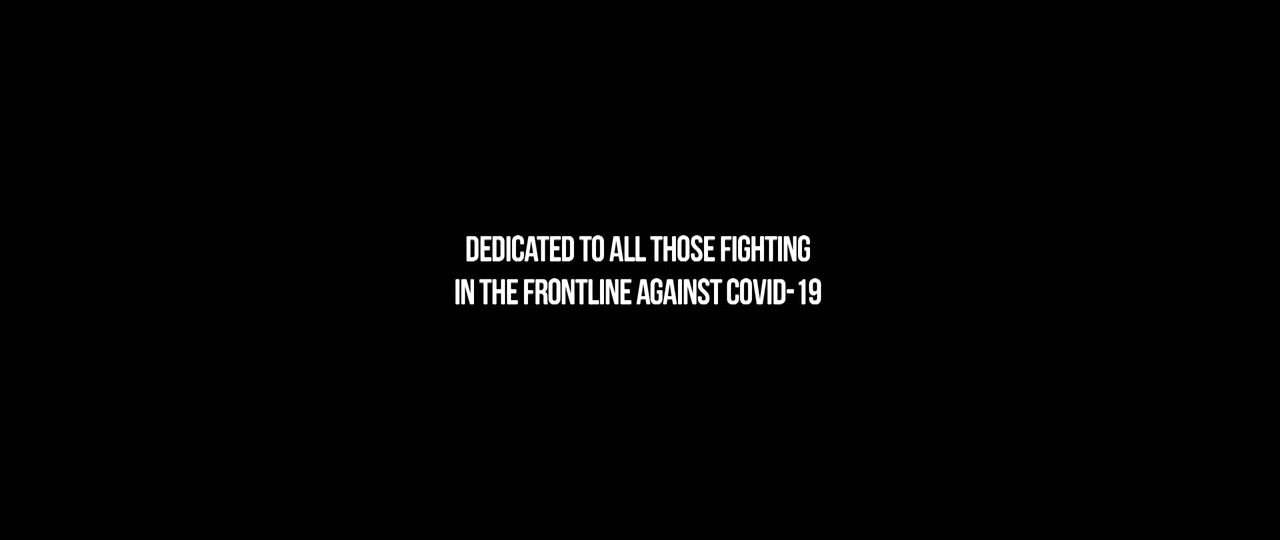 DEDICATED TO ALL THOSE FIGHTING
IN THE FRONTLINE AGAINST COVID-19